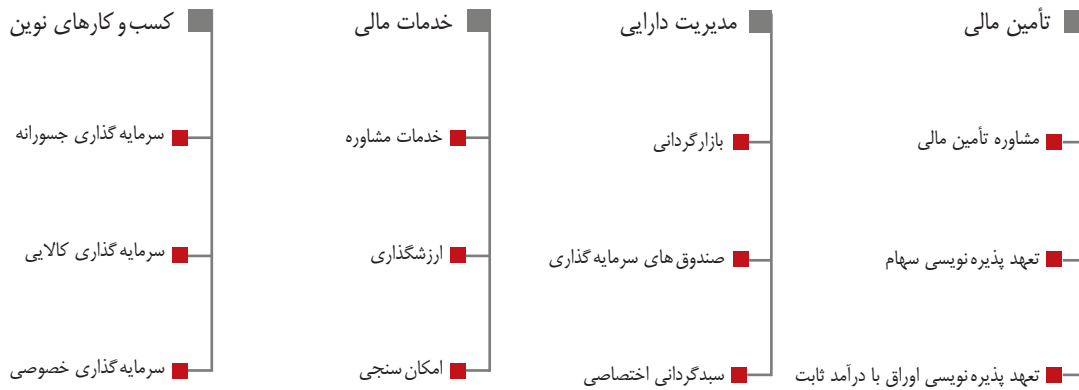 تأمین مالی
مشاوره تأمین مالی
تعهد پذیره‌نویسی سهام
تعهد پذیره‌نویسی اوراق با درآمد ثابت
مدیریت دارایی
بازارگردانی
صندوق های سرمایه گذاری
سبدگردانی اختصاصی
خدمات مالی
خدمات مشاوره
ارزشگذاری
امکان سنجی
کسب و کارهای نوین
سرمایه گذاری جسورانه
سرمایه گذاری کالایی
سرمایه گذاری خصوصی